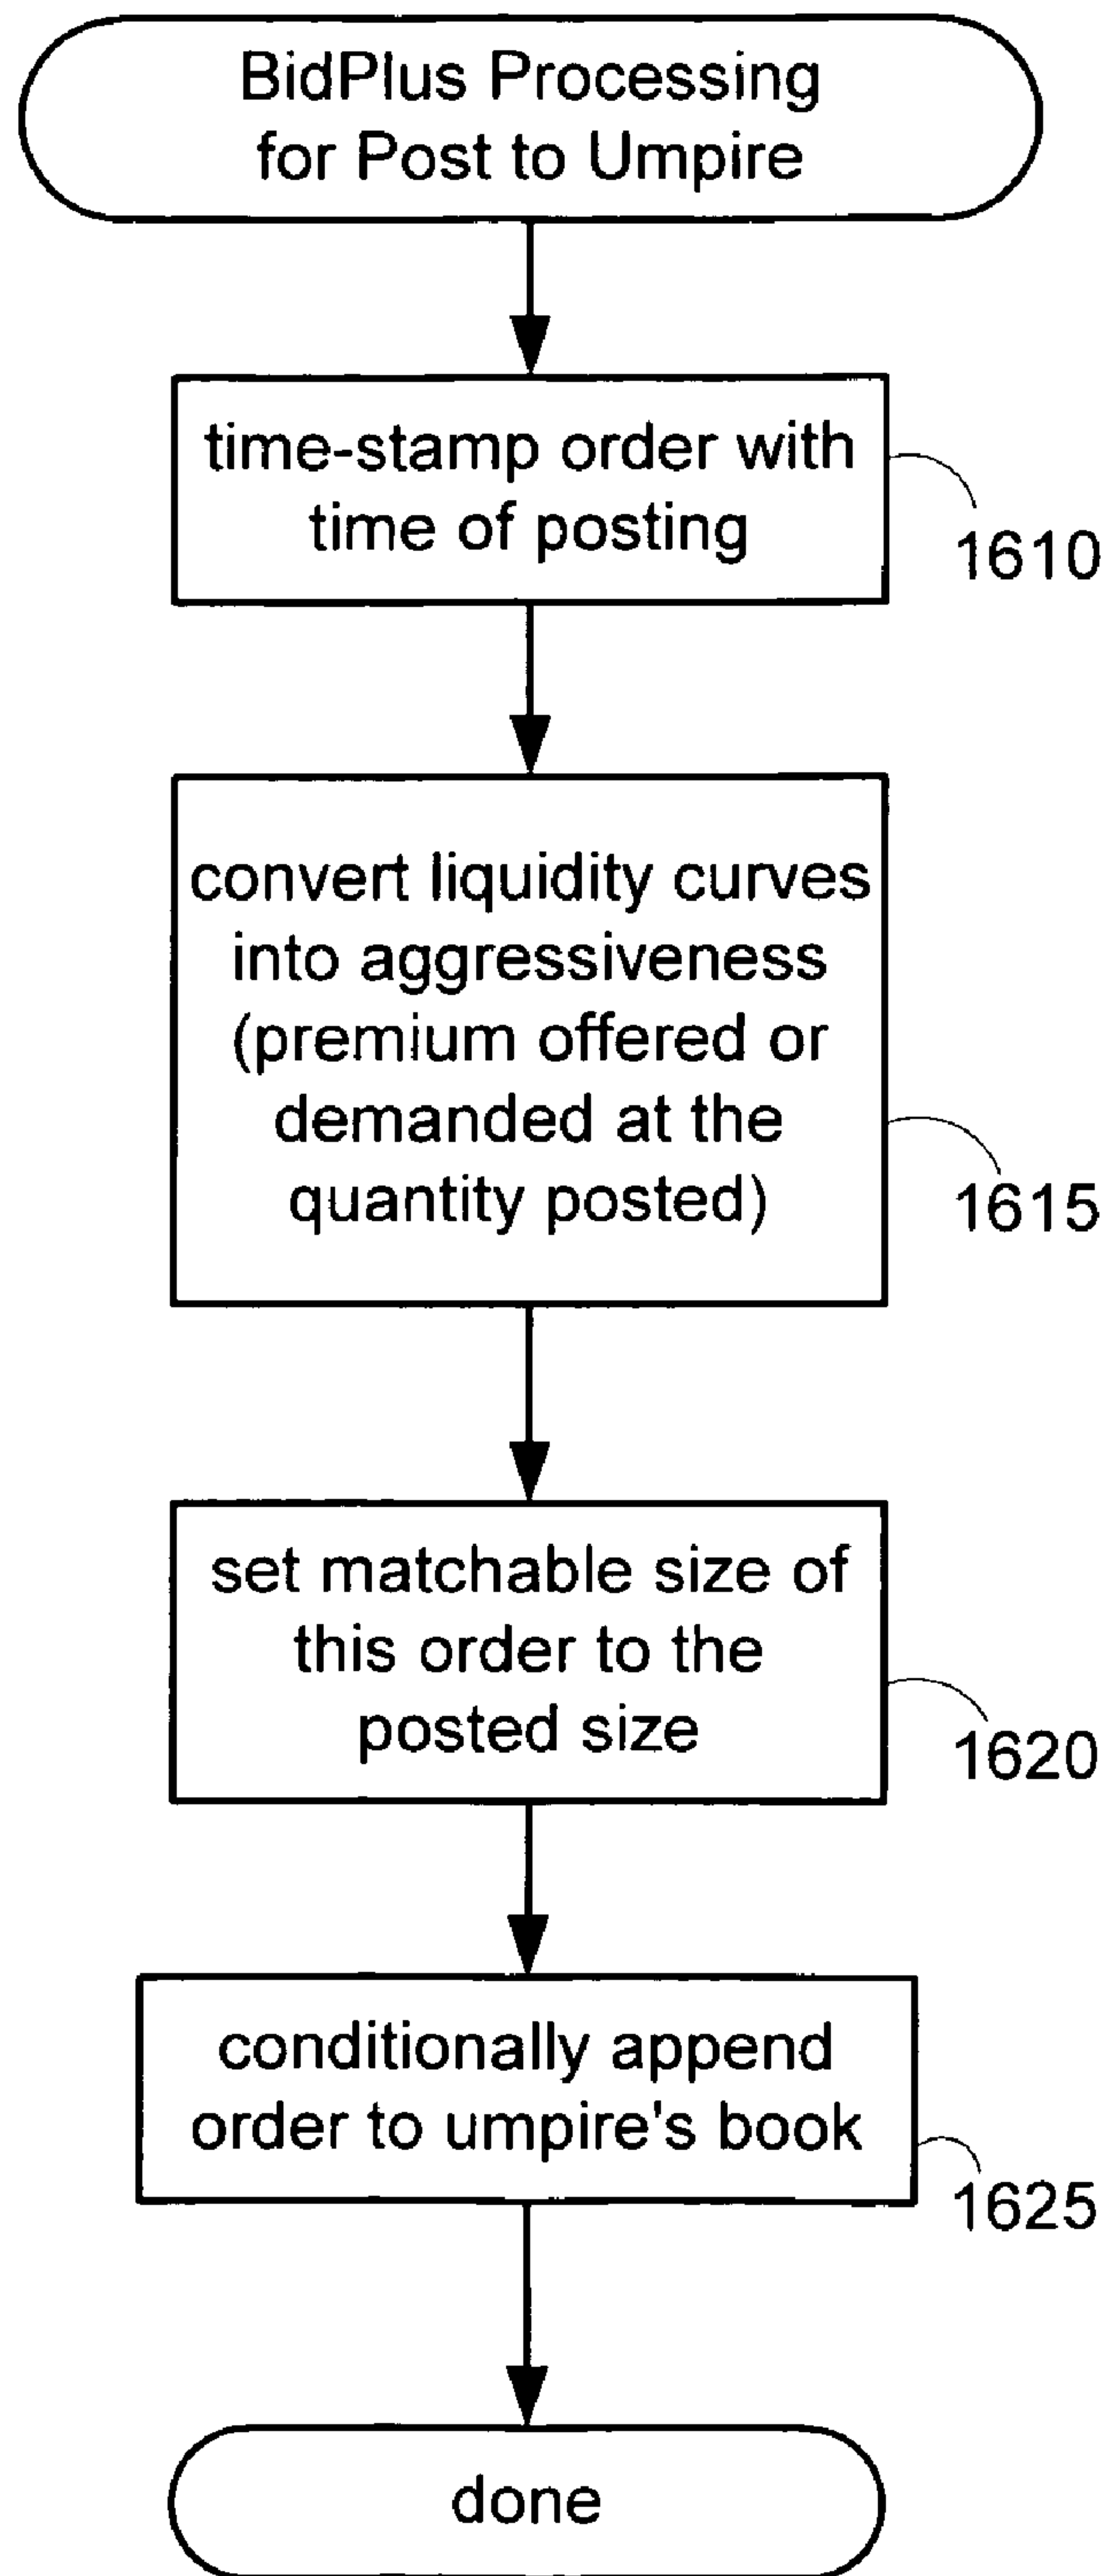 BidPlus Processing
for Post to Umpire
time-stamp order with
time of posting
1610
convert liquidity curves
into aggressiveness
(premium offered or
demanded at the
quantity posted)
1615
set matchable size of
this order to the
posted size
1620
conditionally append
order to umpire's book
1625
done